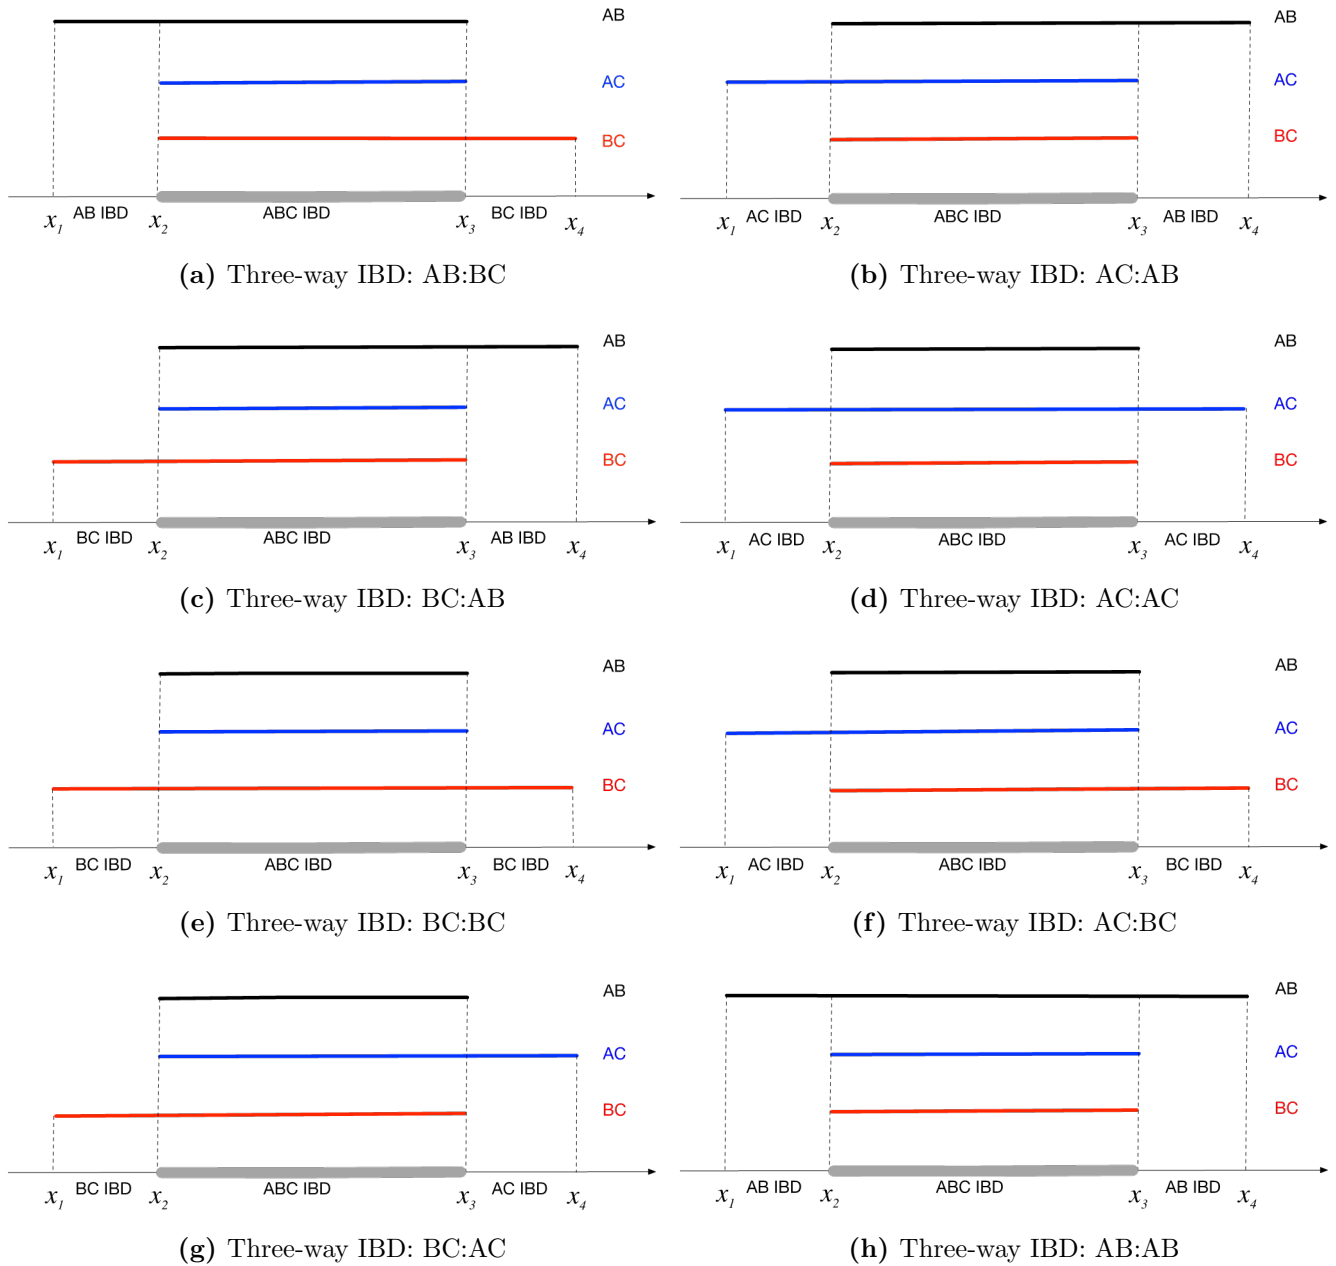 AB
AC
BC
AB IBD ABC IBD BC IBD
x1 x2 x3 x4
(a) Three-way IBD: AB:BC
AB
AC
BC
AC IBD ABC IBD AB IBD
x1 x2 x3 x4
(b) Three-way IBD: AC:AB
AB
AC
BC
BC IBD ABC IBD AB IBD
x1 x2 x3 x4
(c) Three-way IBD: BC:AB
AB
AC
BC
AC IBD ABC IBD AC IBD
x1 x2 x3 x4
(d) Three-way IBD: AC:AC
AB
AC
BC
BC IBD ABC IBD BC IBD
x1 x2 x3 x4
(e) Three-way IBD: BC:BC
AB
AC
BC
AC IBD ABC IBD BC IBD
x1 x2 x3 x4
(f) Three-way IBD: AC:BC
AB
AC
BC
BC IBD ABC IBD AC IBD
x1 x2 x3 x4
(g) Three-way IBD: BC:AC
AB
AC
BC
AB IBD ABC IBD AB IBD
x1 x2 x3 x4
(h) Three-way IBD: AB:AB